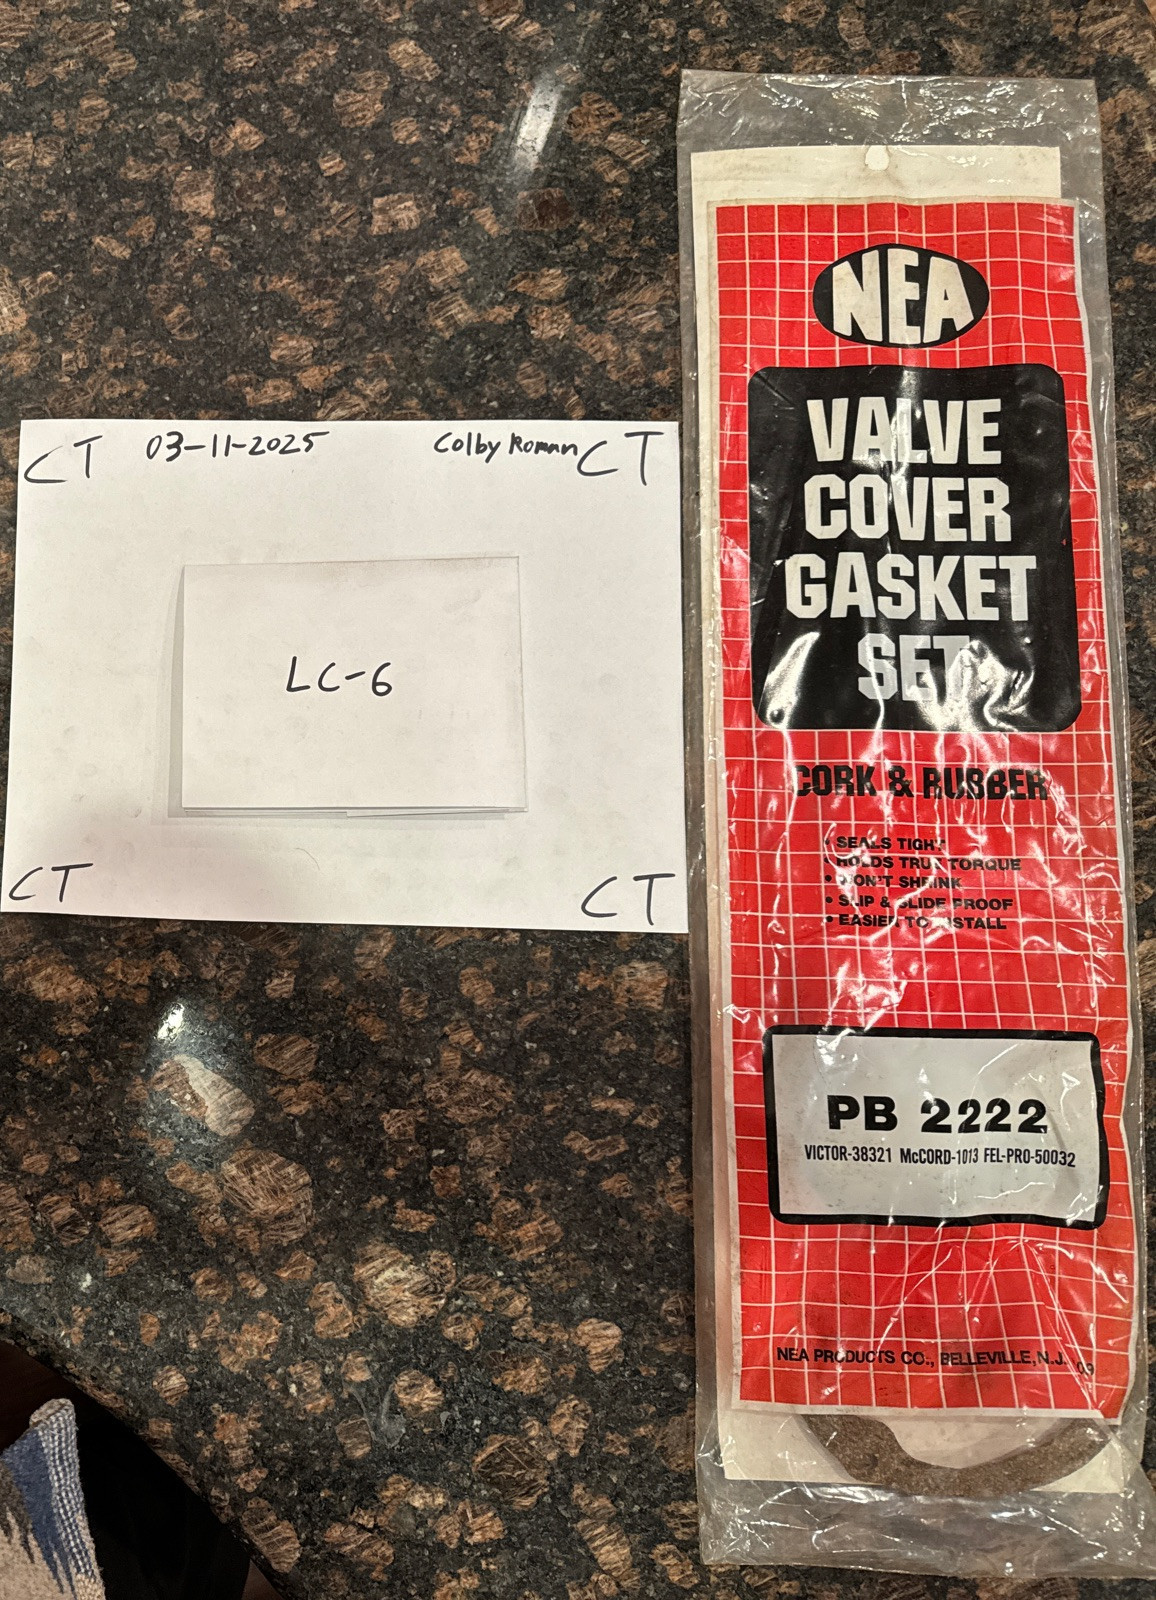 CT 03-11-2025 Colby Roman CT
LC-6
CT CT
NEA
VALVE
COVER
GASKET
SET
CORK & RUBBER
• SEALS TIGHT
• HOLDS TRUE TORQUE
• WON'T SHRINK
• SLIP & SLIDE PROOF
• EASIER TO INSTALL
PB 2222
VICTOR-38321 McCORD-1013 FEL-PRO-50032
NEA PRODUCTS CO., BELLEVILLE, N.J.